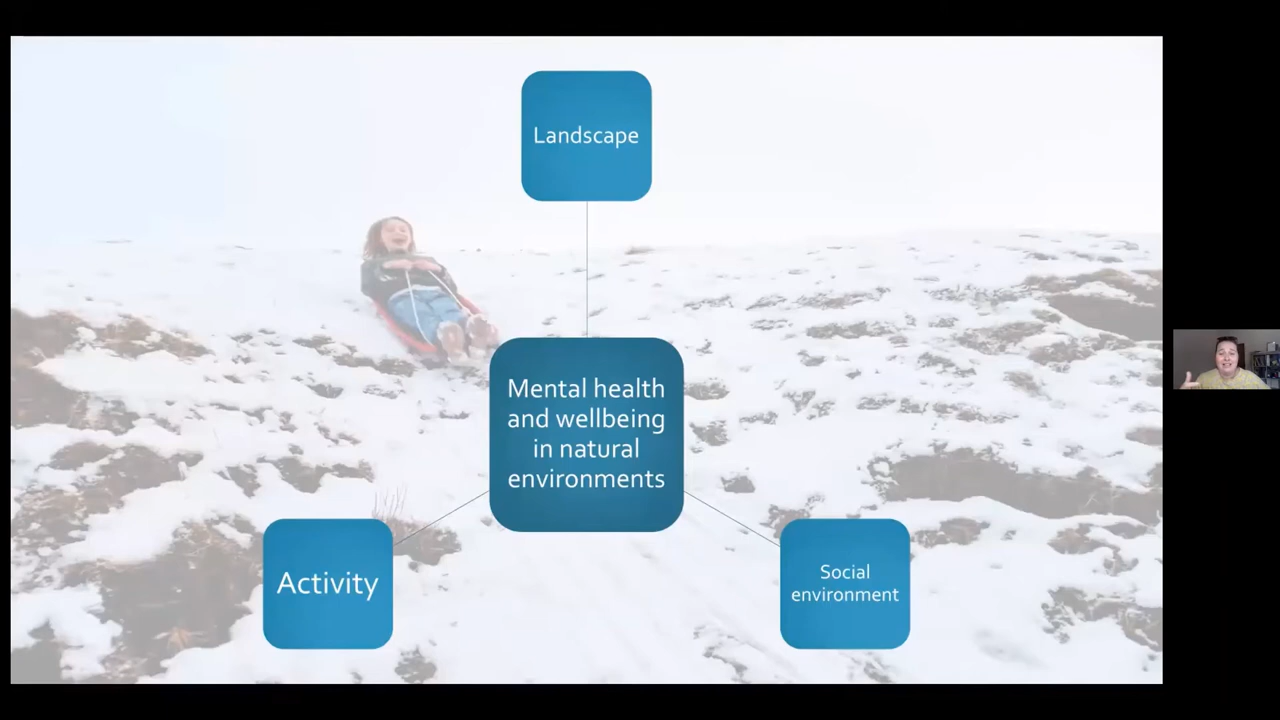 Landscape
Mental health
and wellbeing
in natural
environments
Activity
Social
environment